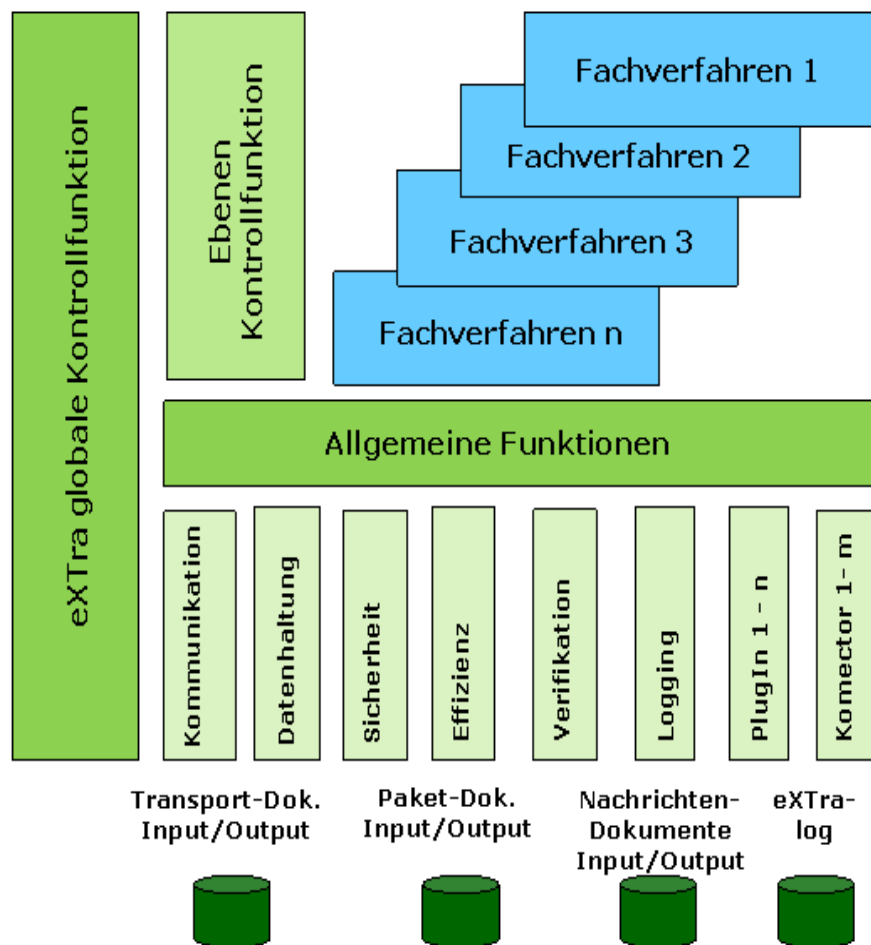 eXTra globale Kontrollfunktion
Ebenen
Kontrollfunktion
Fachverfahren 1
Fachverfahren 2
Fachverfahren 3
Fachverfahren n
Allgemeine Funktionen
Kommunikation
Datenhaltung
Sicherheit
Effizienz
Verifikation
Logging
PlugIn 1 - n
Komector 1- m
Transport-Dok.
Input/Output
Paket-Dok.
Input/Output
Nachrichten-
Dokumente
Input/Output
eXTra-
log